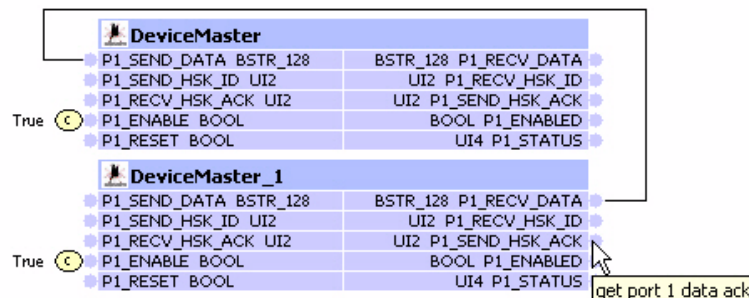 DeviceMaster
P1_SEND_DATA BSTR_128 BSTR_128 P1_RECV_DATA
P1_SEND_HSK_ID UI2 UI2 P1_RECV_HSK_ID
P1_RECV_HSK_ACK UI2 UI2 P1_SEND_HSK_ACK
True C P1_ENABLE BOOL BOOL P1_ENABLED
P1_RESET BOOL UI4 P1_STATUS
DeviceMaster_1
P1_SEND_DATA BSTR_128 BSTR_128 P1_RECV_DATA
P1_SEND_HSK_ID UI2 UI2 P1_RECV_HSK_ID
P1_RECV_HSK_ACK UI2 UI2 P1_SEND_HSK_ACK
True C P1_ENABLE BOOL BOOL P1_ENABLED
P1_RESET BOOL UI4 P1_STATUS
get port 1 data ack